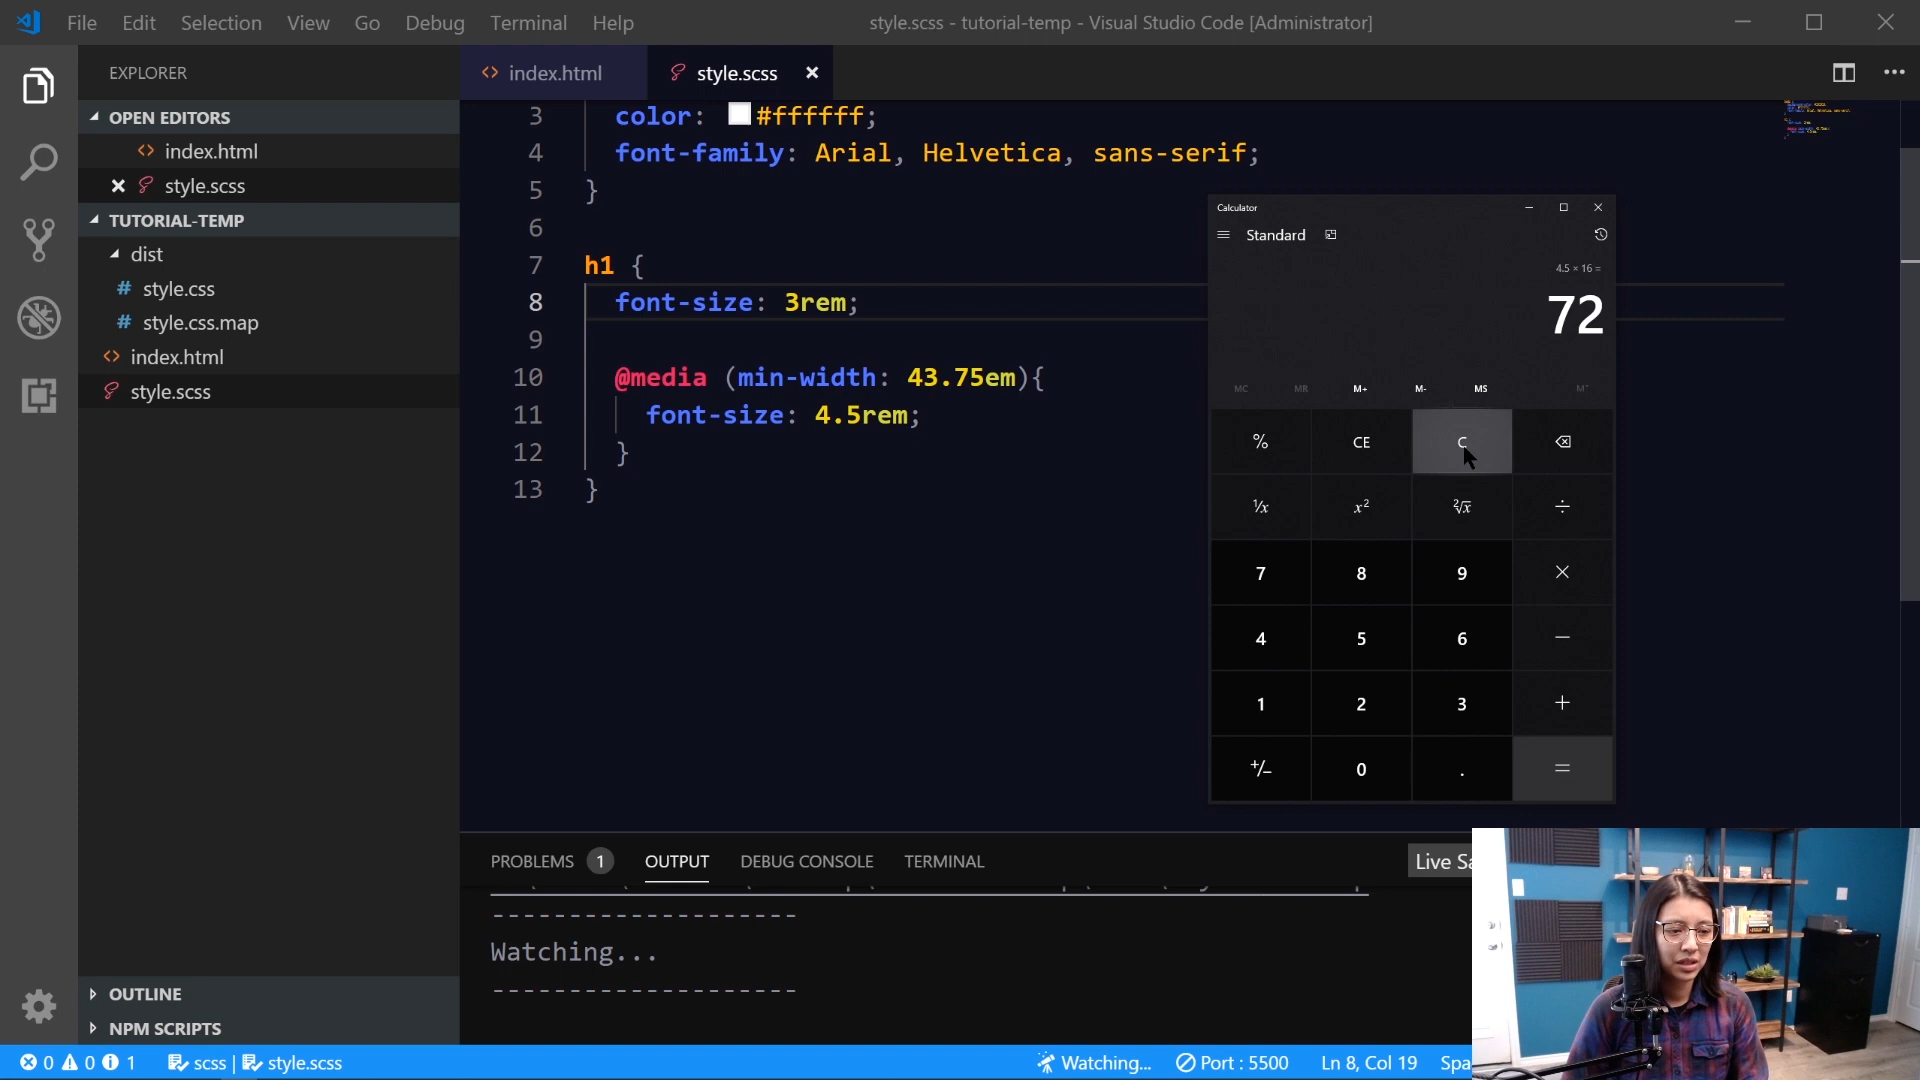 File Edit Selection View Go Debug Terminal Help
style.scss - tutorial-temp - Visual Studio Code [Administrator]
EXPLORER
OPEN EDITORS
index.html
style.scss
TUTORIAL-TEMP
dist
style.css
style.css.map
index.html
style.scss
OUTLINE
NPM SCRIPTS
index.html
style.scss
3 color: #ffffff;
4 font-family: Arial, Helvetica, sans-serif;
5 }
6
7 h1 {
8 font-size: 3rem;
9
10 @media (min-width: 43.75em){
11 font-size: 4.5rem;
12 }
13 }
Calculator
Standard
4.5 × 16 =
72
MC MR M+ M- MS M˅
% CE C
¹/x x² ²√x ÷
7 8 9 ×
4 5 6 −
1 2 3 +
+/− 0 . =
PROBLEMS 1 OUTPUT DEBUG CONSOLE TERMINAL
Live Sa
--------------------
Watching...
--------------------
0 0 1 scss | style.scss
Watching... Port : 5500 Ln 8, Col 19 Spa